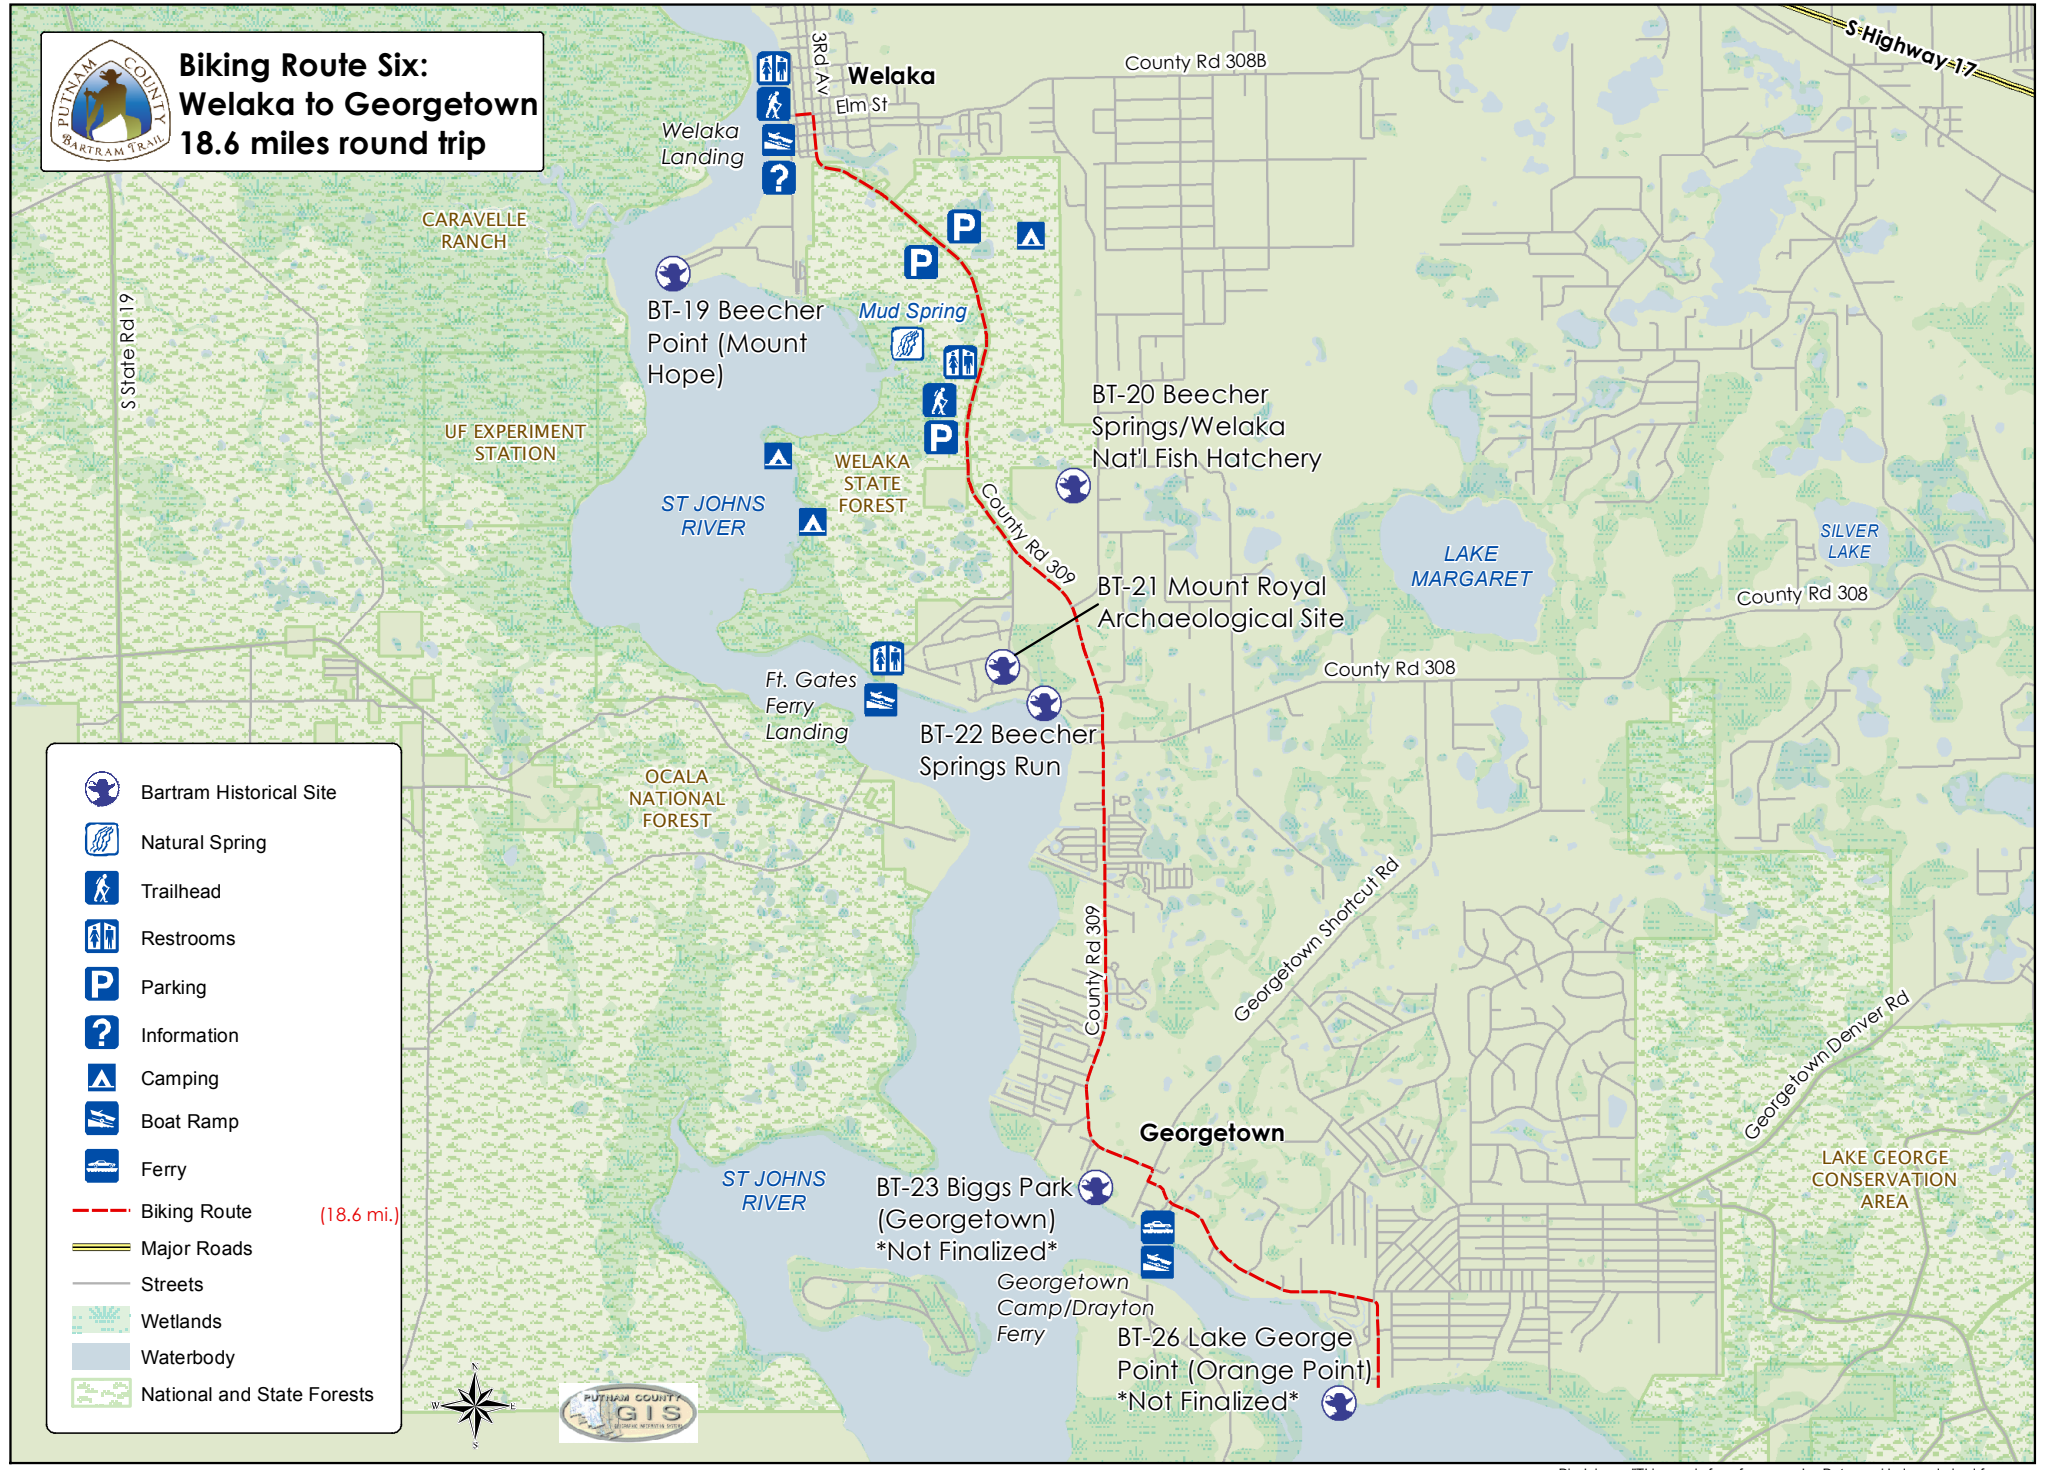 PUTNAM COUNTY
BARTRAM TRAIL
Biking Route Six:
Welaka to Georgetown
18.6 miles round trip
3Rd Av
Welaka
Elm St
County Rd 308B
S Highway 17
Welaka
Landing
CARAVELLE
RANCH
S State Rd 19
BT-19 Beecher
Point (Mount
Hope)
Mud Spring
UF EXPERIMENT
STATION
ST JOHNS
RIVER
WELAKA
STATE
FOREST
BT-20 Beecher
Springs/Welaka
Nat'l Fish Hatchery
County Rd 309
LAKE
MARGARET
SILVER
LAKE
County Rd 308
BT-21 Mount Royal
Archaeological Site
County Rd 308
Ft. Gates
Ferry
Landing
BT-22 Beecher
Springs Run
OCALA
NATIONAL
FOREST
County Rd 309
Georgetown Shortcut Rd
Georgetown Denver Rd
Georgetown
ST JOHNS
RIVER
BT-23 Biggs Park
(Georgetown)
*Not Finalized*
LAKE GEORGE
CONSERVATION
AREA
Georgetown
Camp/Drayton
Ferry
BT-26 Lake George
Point (Orange Point)
*Not Finalized*
Bartram Historical Site
Natural Spring
Trailhead
Restrooms
P Parking
? Information
Camping
Boat Ramp
Ferry
Biking Route (18.6 mi.)
Major Roads
Streets
Wetlands
Waterbody
National and State Forests
N
W E
S
PUTNAM COUNTY
GIS
P
P
P
?